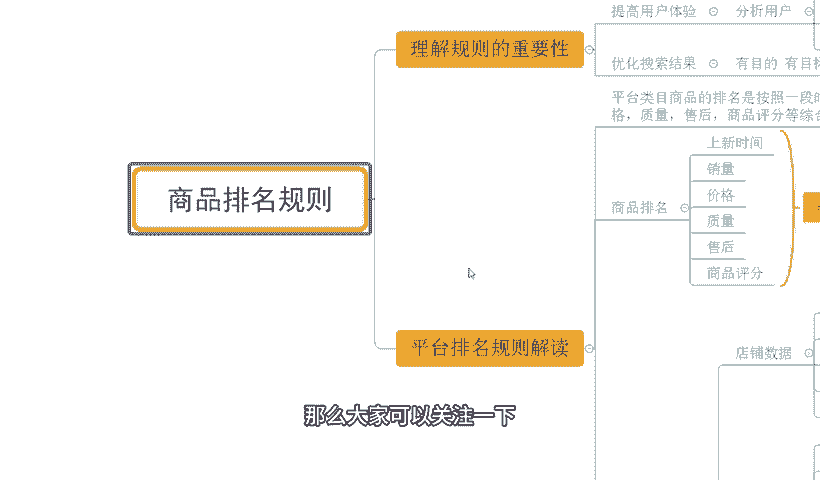 提高用户体验 分析用户
理解规则的重要性
优化搜索结果 有目的 有目标
平台类目商品的排名是按照一段时
格，质量，售后，商品评分等综合
上新时间
销量
价格
商品排名
质量
售后
商品评分
商品排名规则
平台排名规则解读
店铺数据
那么大家可以关注一下